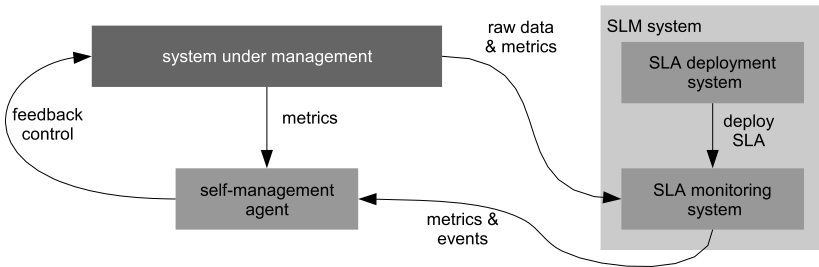 raw data
& metrics
SLM system
system under management
SLA deployment
system
feedback
control
metrics
deploy
SLA
self-management
agent
SLA monitoring
system
metrics &
events